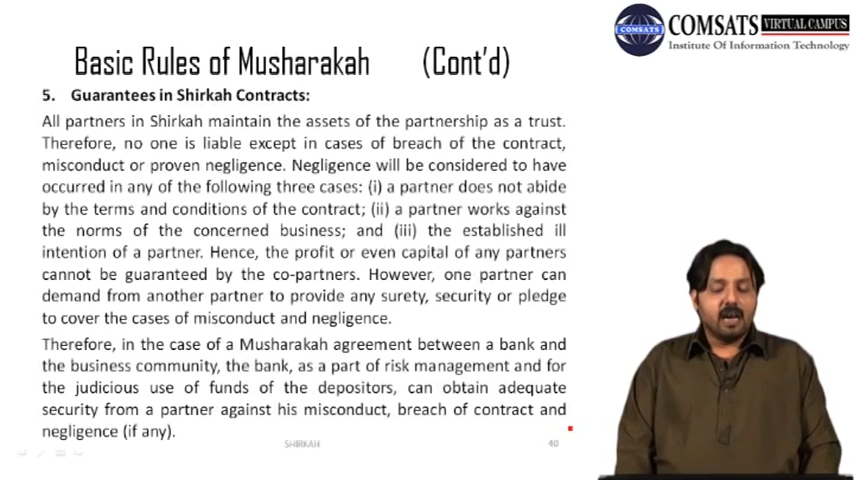 COMSATS VIRTUAL CAMPUS
COMSATS
Institute Of Information Technology
Basic Rules of Musharakah (Cont'd)
5. Guarantees in Shirkah Contracts:
All partners in Shirkah maintain the assets of the partnership as a trust.
Therefore, no one is liable except in cases of breach of the contract,
misconduct or proven negligence. Negligence will be considered to have
occurred in any of the following three cases: (i) a partner does not abide
by the terms and conditions of the contract; (ii) a partner works against
the norms of the concerned business; and (iii) the established ill
intention of a partner. Hence, the profit or even capital of any partners
cannot be guaranteed by the co-partners. However, one partner can
demand from another partner to provide any surety, security or pledge
to cover the cases of misconduct and negligence.
Therefore, in the case of a Musharakah agreement between a bank and
the business community, the bank, as a part of risk management and for
the judicious use of funds of the depositors, can obtain adequate
security from a partner against his misconduct, breach of contract and
negligence (if any).
SHIRKAH 40